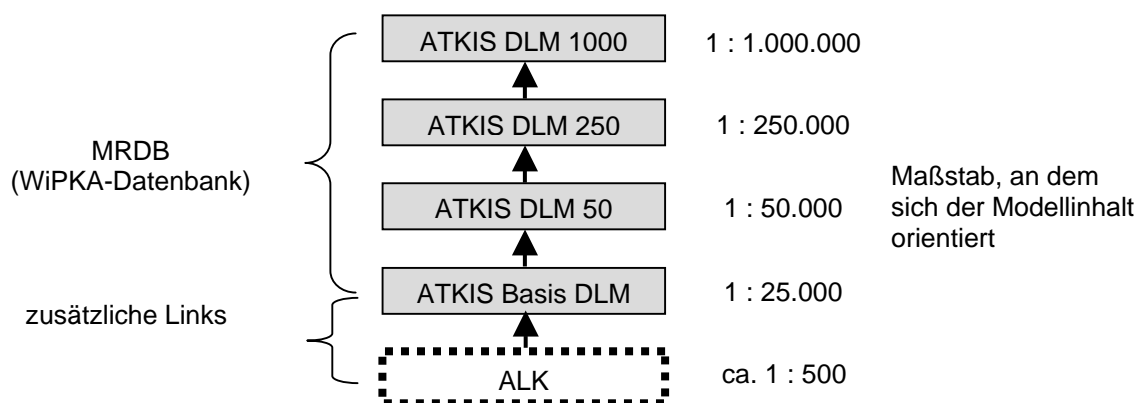 ATKIS DLM 1000
1 : 1.000.000
ATKIS DLM 250
1 : 250.000
MRDB
(WiPKA-Datenbank)
Maßstab, an dem
sich der Modellinhalt
orientiert
ATKIS DLM 50
1 : 50.000
ATKIS Basis DLM
1 : 25.000
zusätzliche Links
ALK
ca. 1 : 500